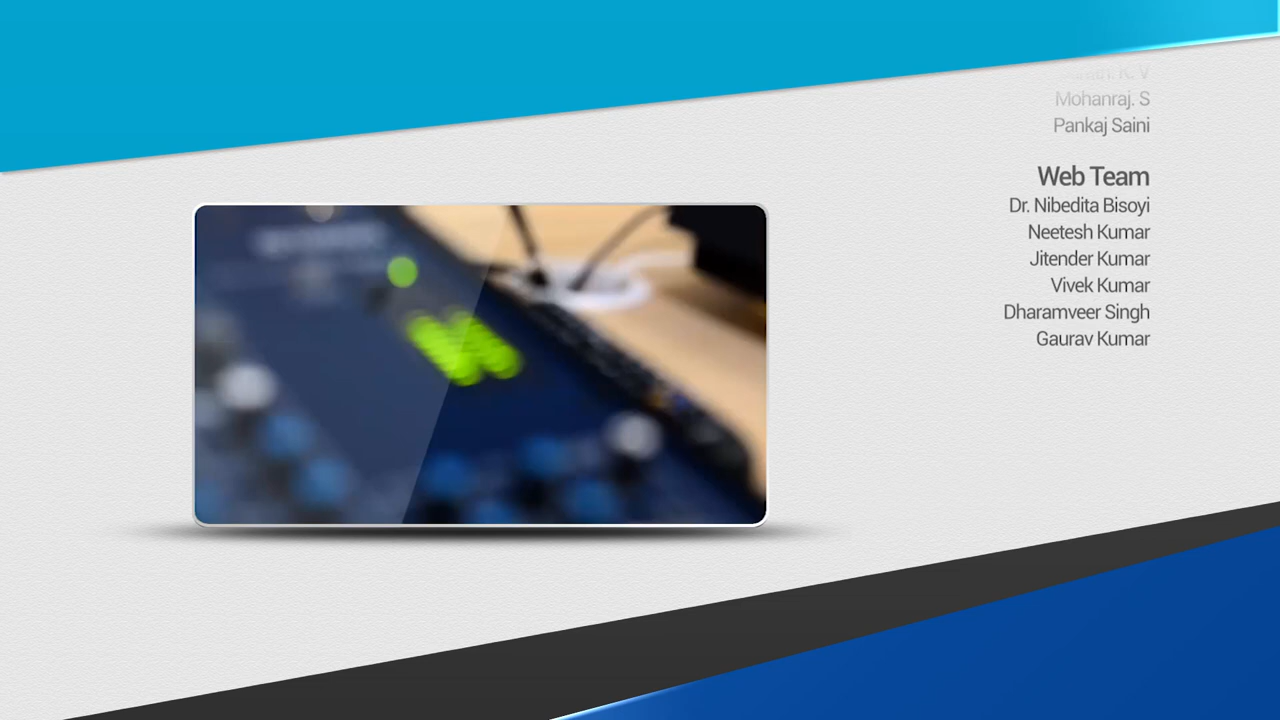 Mohanraj. S
Pankaj Saini
Web Team
Dr. Nibedita Bisoyi
Neetesh Kumar
Jitender Kumar
Vivek Kumar
Dharamveer Singh
Gaurav Kumar